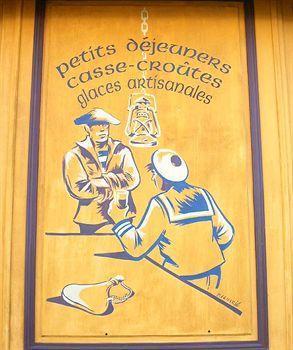 petits déjeuners
casse-croûtes
glaces artisanales